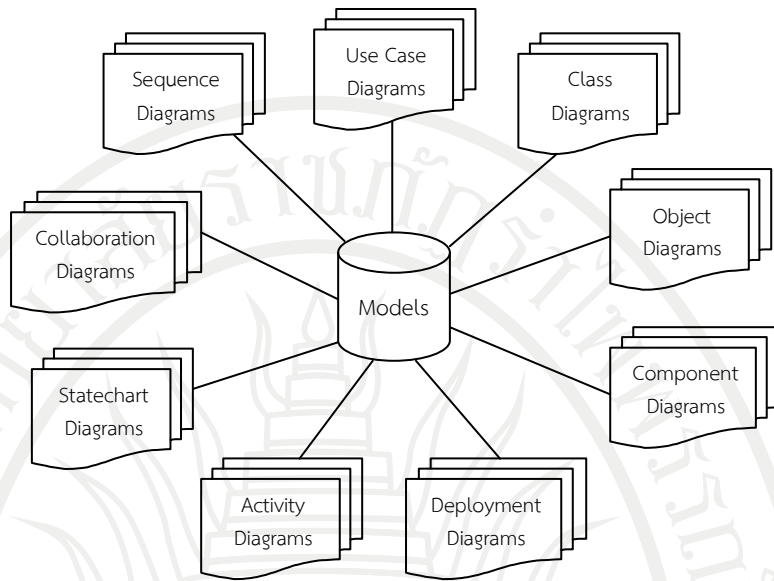 Use Case
Diagrams
Sequence
Diagrams
Class
Diagrams
Collaboration
Diagrams
Object
Diagrams
Models
Statechart
Diagrams
Component
Diagrams
Activity
Diagrams
Deployment
Diagrams